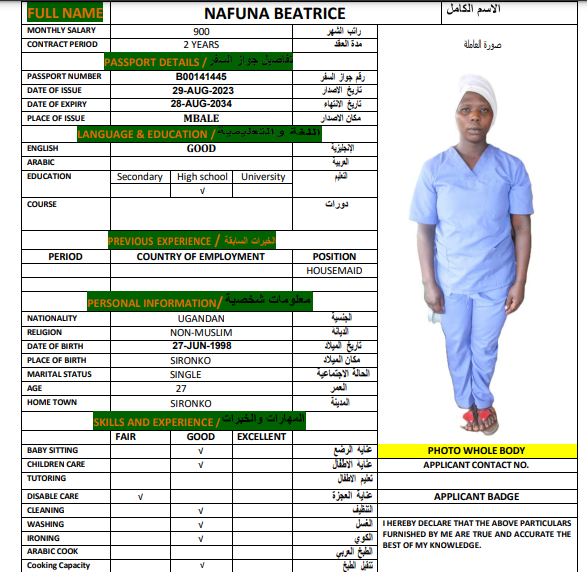 FULL NAME NAFUNA BEATRICE الاسم الكامل
MONTHLY SALARY 900 راتب الشهر
CONTRACT PERIOD 2 YEARS مدة العقد
صورة العاملة
PASSPORT DETAILS / تفاصيل جواز السفر
PASSPORT NUMBER B00141445 رقم جواز السفر
DATE OF ISSUE 29-AUG-2023 تاريخ الاصدار
DATE OF EXPIRY 28-AUG-2034 تاريخ الانتهاء
PLACE OF ISSUE MBALE مكان الاصدار
LANGUAGE & EDUCATION / اللغة والتعليمية
ENGLISH GOOD الإنجليزية
ARABIC العربية
EDUCATION Secondary High school University التعليم
√
COURSE دورات
PREVIOUS EXPERIENCE / الخبرات السابقة
PERIOD COUNTRY OF EMPLOYMENT POSITION
HOUSEMAID
PERSONAL INFORMATION/ معلومات شخصية
NATIONALITY UGANDAN الجنسية
RELIGION NON-MUSLIM الديانة
DATE OF BIRTH 27-JUN-1998 تاريخ الميلاد
PLACE OF BIRTH SIRONKO مكان الميلاد
MARITAL STATUS SINGLE الحالة الاجتماعية
AGE 27 العمر
HOME TOWN SIRONKO المدينة
SKILLS AND EXPERIENCE / المهارات والخبرات
FAIR GOOD EXCELLENT
BABY SITTING √ عناية الرضع
CHILDREN CARE √ عناية الاطفال
TUTORING تعليم الاطفال
DISABLE CARE √ عناية العجزة
CLEANING √ التنظيف
WASHING √ الغسل
IRONING √ الكوي
ARABIC COOK الطبخ العربي
Cooking Capacity √ الطبخ
PHOTO WHOLE BODY
APPLICANT CONTACT NO.
APPLICANT BADGE
I HEREBY DECLARE THAT THE ABOVE PARTICULARS
FURNISHED BY ME ARE TRUE AND ACCURATE THE
BEST OF MY KNOWLEDGE.